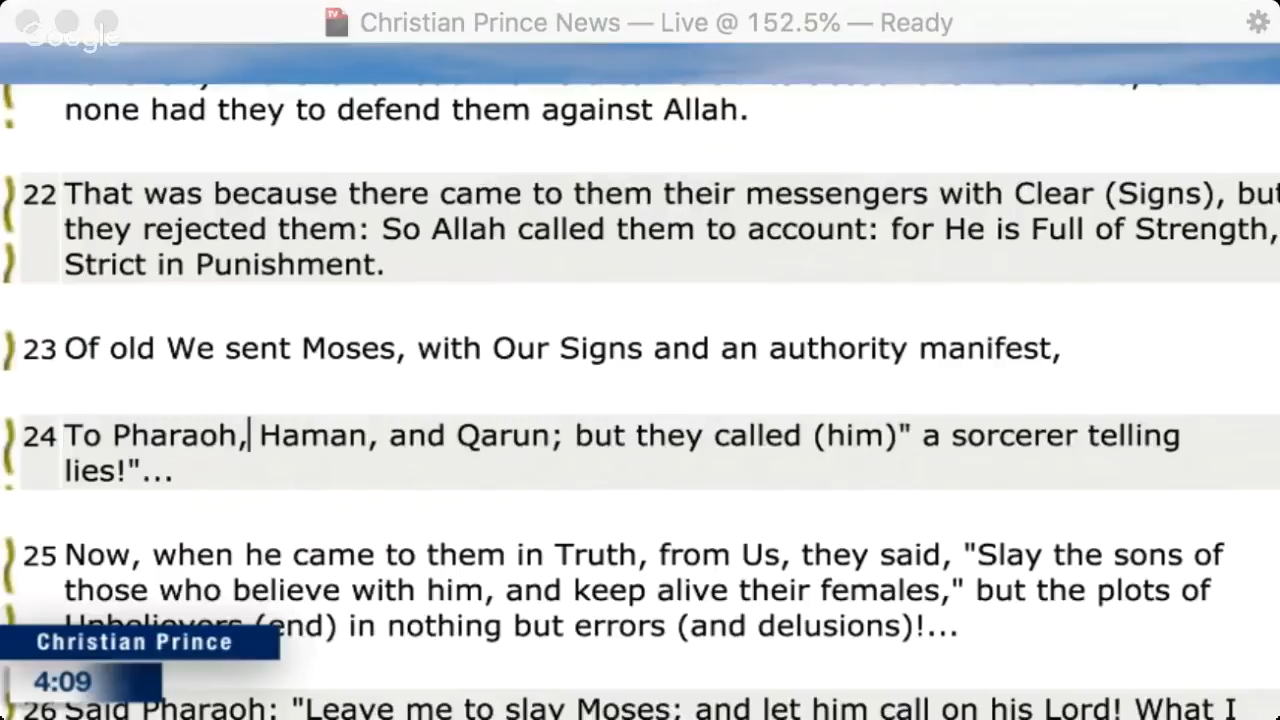 Christian Prince News — Live @ 152.5% — Ready
Google
none had they to defend them against Allah.
22 That was because there came to them their messengers with Clear (Signs), but
they rejected them: So Allah called them to account: for He is Full of Strength,
Strict in Punishment.
23 Of old We sent Moses, with Our Signs and an authority manifest,
24 To Pharaoh, Haman, and Qarun; but they called (him)" a sorcerer telling
lies!"...
25 Now, when he came to them in Truth, from Us, they said, "Slay the sons of
those who believe with him, and keep alive their females," but the plots of
Unbelievers (end) in nothing but errors (and delusions)!...
Christian Prince
4:09
26 Said Pharaoh: "Leave me to slay Moses; and let him call on his Lord! What I